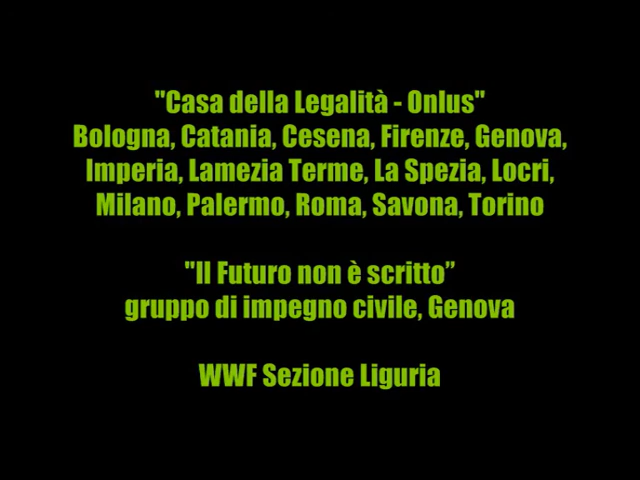 "Casa della Legalità - Onlus"
Bologna, Catania, Cesena, Firenze, Genova,
Imperia, Lamezia Terme, La Spezia, Locri,
Milano, Palermo, Roma, Savona, Torino
"Il Futuro non è scritto”
gruppo di impegno civile, Genova
WWF Sezione Liguria